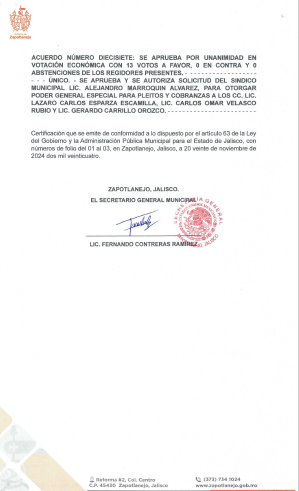 Zapotlanejo
ACUERDO NÚMERO DIECISIETE: SE APRUEBA POR UNANIMIDAD EN
VOTACIÓN ECONÓMICA CON 13 VOTOS A FAVOR, 0 EN CONTRA Y 0
ABSTENCIONES DE LOS REGIDORES PRESENTES. - - - - - - - - - - - - - - - - - - -
- - - ÚNICO. - SE APRUEBA Y SE AUTORIZA SOLICITUD DEL SINDICO
MUNICIPAL LIC. ALEJANDRO MARROQUIN ALVAREZ, PARA OTORGAR
PODER GENERAL ESPECIAL PARA PLEITOS Y COBRANZAS A LOS CC. LIC.
LAZARO CARLOS ESPARZA ESCAMILLA, LIC. CARLOS OMAR VELASCO
RUBIO Y LIC. GERARDO CARRILLO OROZCO. - - - - - - - - - - - - - - - - - - - - - - -
Certificación que se emite de conformidad a lo dispuesto por el artículo 63 de la Ley
del Gobierno y la Administración Pública Municipal para el Estado de Jalisco, con
números de folio del 01 al 03, en Zapotlanejo, Jalisco, a 20 veinte de noviembre de
2024 dos mil veinticuatro.
ZAPOTLANEJO, JALISCO.
EL SECRETARIO GENERAL MUNICIPAL
SECRETARIA GENERAL
LIC. FERNANDO CONTRERAS RAMÍREZ
Reforma #2, Col. Centro
C.P. 45430 Zapotlanejo, Jalisco
(373) 734 1024
www.zapotlanejo.gob.mx